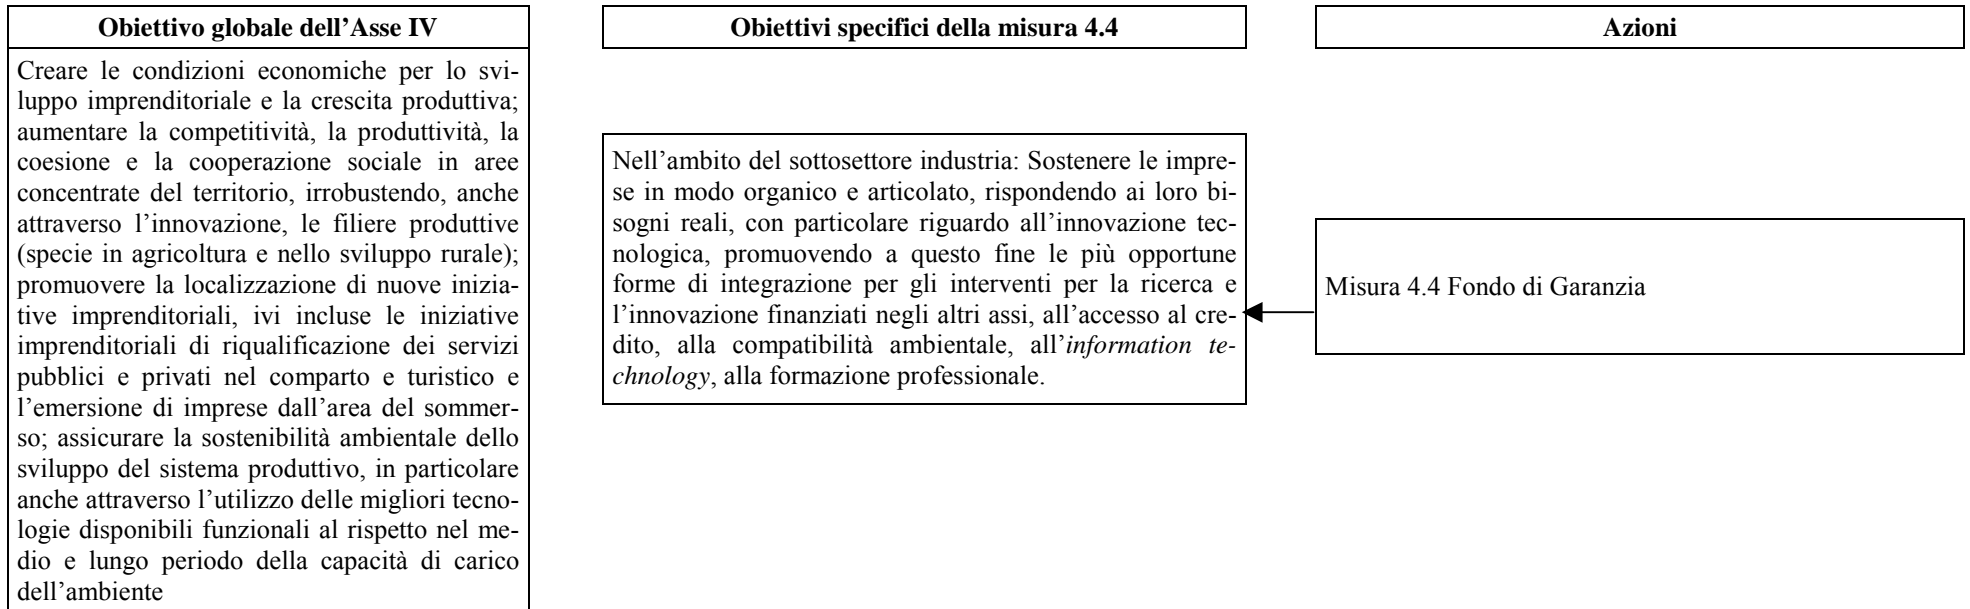 Obiettivo globale dell’Asse IV
Creare le condizioni economiche per lo svi-
luppo imprenditoriale e la crescita produttiva;
aumentare la competitività, la produttività, la
coesione e la cooperazione sociale in aree
concentrate del territorio, irrobustendo, anche
attraverso l’innovazione, le filiere produttive
(specie in agricoltura e nello sviluppo rurale);
promuovere la localizzazione di nuove inizia-
tive imprenditoriali, ivi incluse le iniziative
imprenditoriali di riqualificazione dei servizi
pubblici e privati nel comparto e turistico e
l’emersione di imprese dall’area del sommer-
so; assicurare la sostenibilità ambientale dello
sviluppo del sistema produttivo, in particolare
anche attraverso l’utilizzo delle migliori tecno-
logie disponibili funzionali al rispetto nel me-
dio e lungo periodo della capacità di carico
dell’ambiente
Obiettivi specifici della misura 4.4
Nell’ambito del sottosettore industria: Sostenere le impre-
se in modo organico e articolato, rispondendo ai loro bi-
sogni reali, con particolare riguardo all’innovazione tec-
nologica, promuovendo a questo fine le più opportune
forme di integrazione per gli interventi per la ricerca e
l’innovazione finanziati negli altri assi, all’accesso al cre-
dito, alla compatibilità ambientale, all’information te-
chnology, alla formazione professionale.
Azioni
Misura 4.4 Fondo di Garanzia